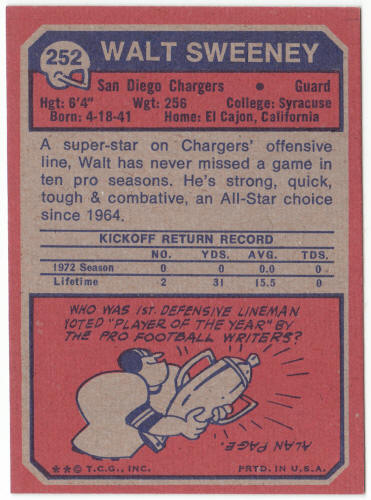 252 WALT SWEENEY
San Diego Chargers • Guard
Hgt: 6'4" Wgt: 256 College: Syracuse
Born: 4-18-41 Home: El Cajon, California
A super-star on Chargers' offensive
line, Walt has never missed a game in
ten pro seasons. He's strong, quick,
tough & combative, an All-Star choice
since 1964.
KICKOFF RETURN RECORD
NO. YDS. AVG. TDS.
1972 Season 0 0 0.0 0
Lifetime 2 31 15.5 0
WHO WAS 1ST. DEFENSIVE LINEMAN
VOTED "PLAYER OF THE YEAR" BY
THE PRO FOOTBALL WRITERS?
ALAN PAGE.
**© T.C.G., INC. PRTD. IN U.S.A.